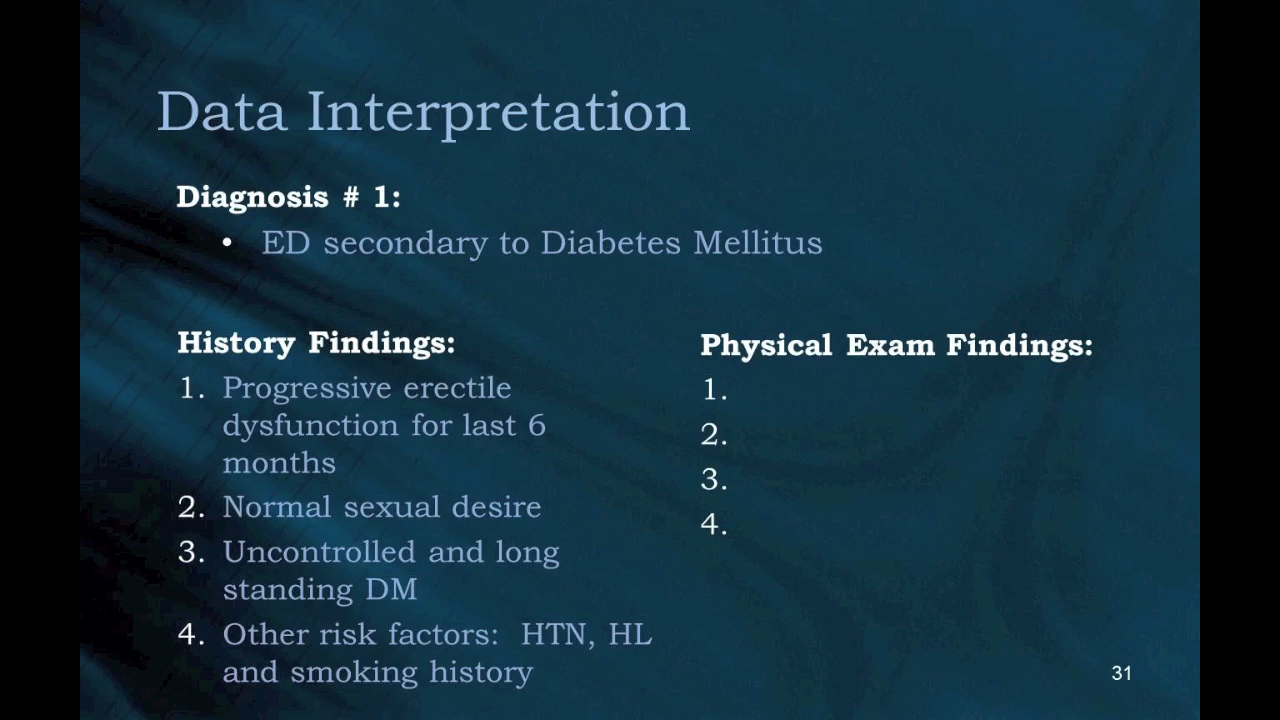 Data Interpretation
Diagnosis # 1:
• ED secondary to Diabetes Mellitus
History Findings:
1. Progressive erectile
dysfunction for last 6
months
2. Normal sexual desire
3. Uncontrolled and long
standing DM
4. Other risk factors: HTN, HL
and smoking history
Physical Exam Findings:
1.
2.
3.
4.
31